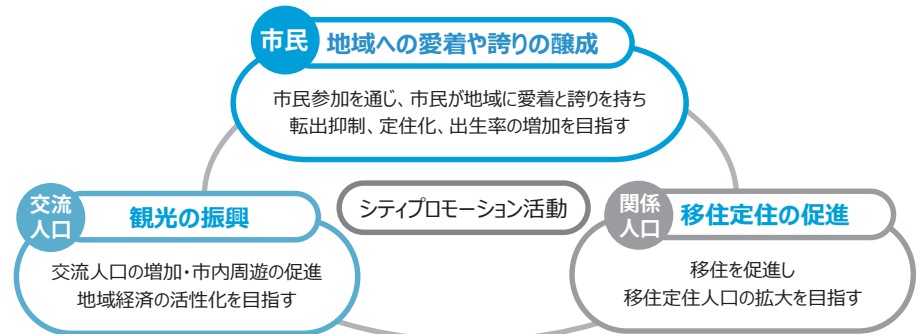 市民
地域への愛着や誇りの醸成
市民参加を通じ、市民が地域に愛着と誇りを持ち
転出抑制、定住化、出生率の増加を目指す
シティプロモーション活動
交流
人口
観光の振興
交流人口の増加・市内周遊の促進
地域経済の活性化を目指す
関係
人口
移住定住の促進
移住を促進し
移住定住人口の拡大を目指す